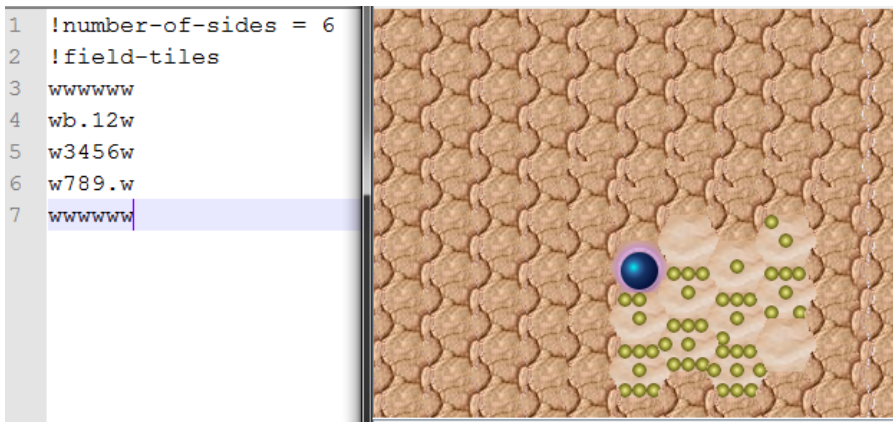 1 !number-of-sides = 6
2 !field-tiles
3 wwwwww
4 wb.12w
5 w3456w
6 w789.w
7 wwwwww